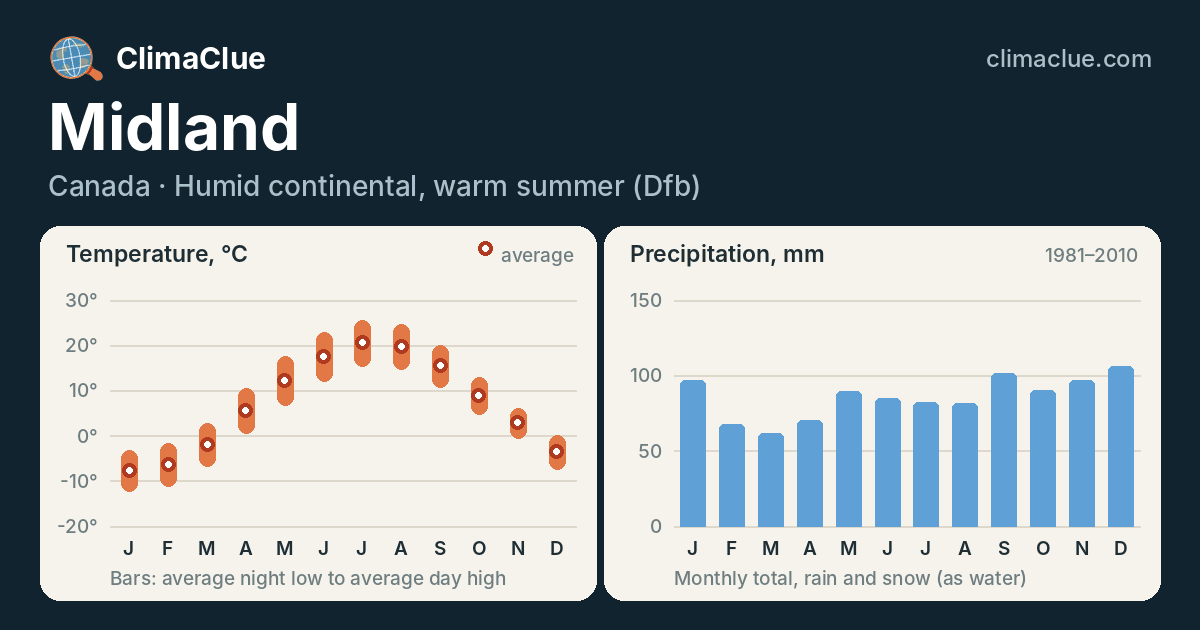 ClimaClue
climaclue.com
Midland
Canada · Humid continental, warm summer (Dfb)
Temperature, °C
average
30°
20°
10°
0°
-10°
-20°
J F M A M J J A S O N D
Bars: average night low to average day high
Precipitation, mm
1981–2010
150
100
50
0
J F M A M J J A S O N D
Monthly total, rain and snow (as water)